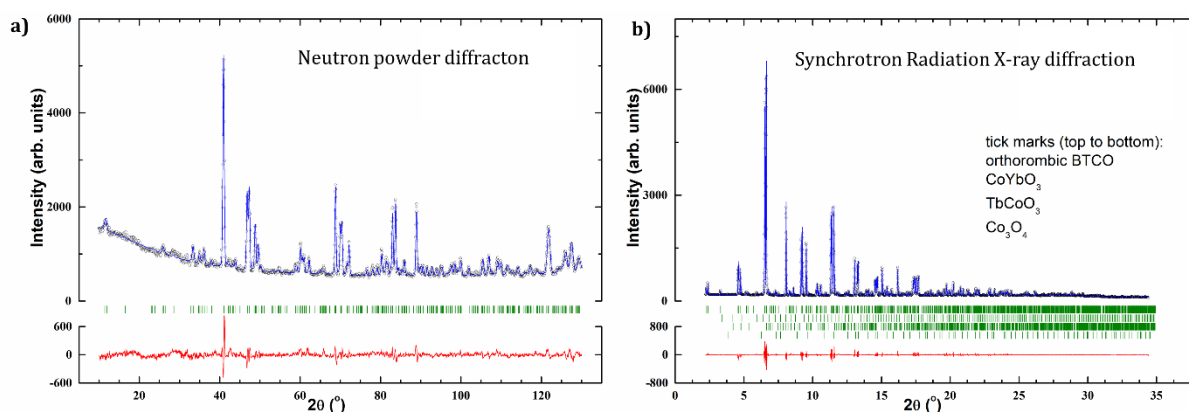 a)
Neutron powder diffracton
Intensity (arb. units)
6000
4000
2000
0
600
0
-600
20 40 60 80 100 120
2θ (°)
b)
Synchrotron Radiation X-ray diffraction
tick marks (top to bottom):
orthorombic BTCO
CoYbO3
TbCoO3
Co3O4
Intensity (arb. units)
6000
3000
0
800
0
-800
0 5 10 15 20 25 30 35
2θ (°)